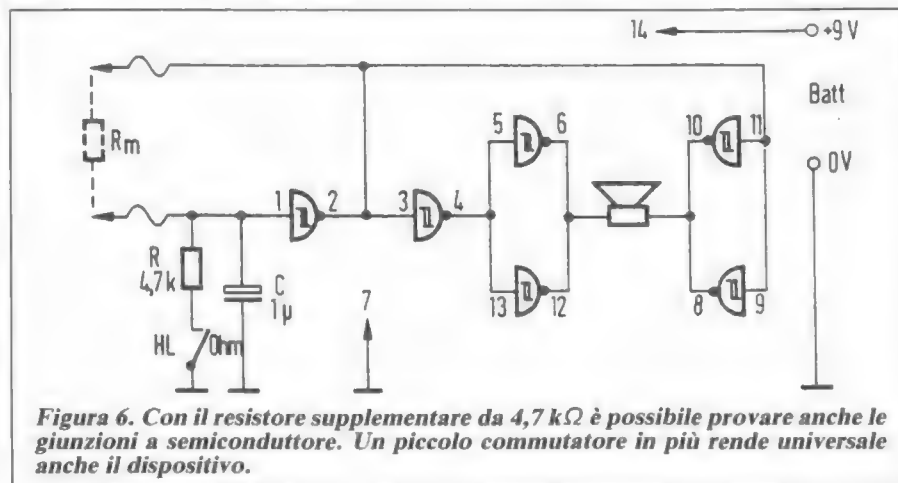 14 +9V
Batt
Rm
5 6 10 11
0V
1 2 3 4
R
4,7k
C
1µ
13 12 8 9
7
HL Ohm
Figura 6. Con il resistore supplementare da 4,7 kΩ è possibile provare anche le
giunzioni a semiconduttore. Un piccolo commutatore in più rende universale
anche il dispositivo.